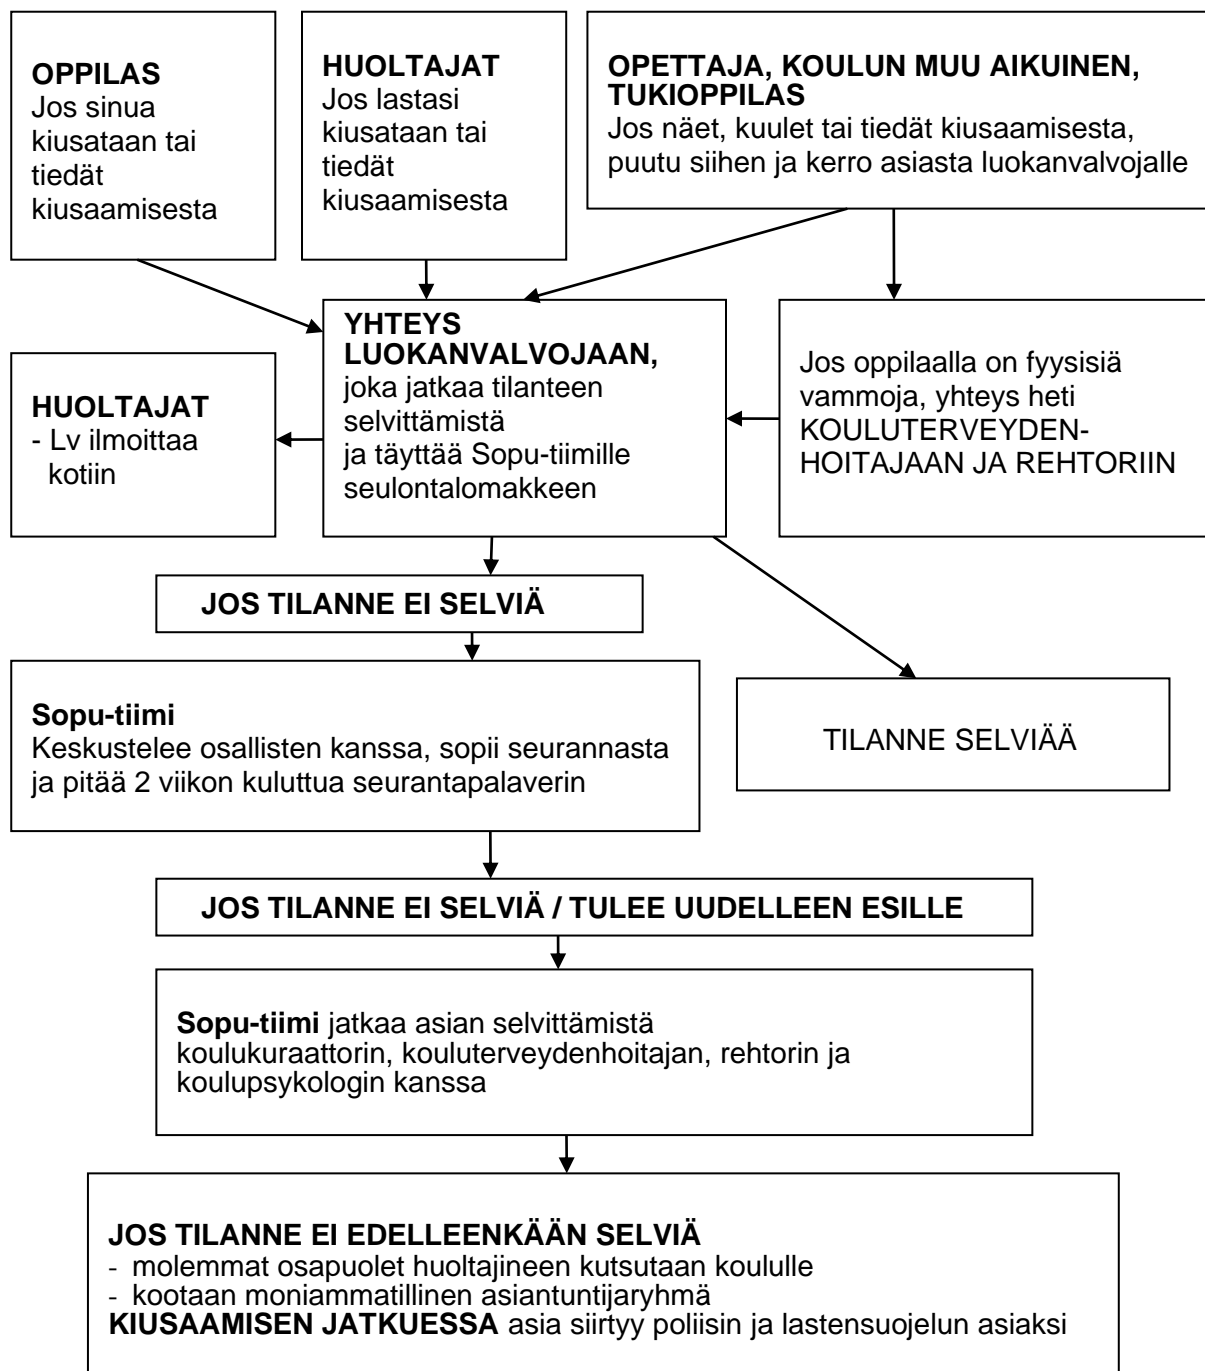 OPPILAS
Jos sinua
kiusataan tai
tiedät
kiusaamisesta
HUOLTAJAT
Jos lastasi
kiusataan tai
tiedät
kiusaamisesta
OPETTAJA, KOULUN MUU AIKUINEN,
TUKIOPPILAS
Jos näet, kuulet tai tiedät kiusaamisesta,
puutu siihen ja kerro asiasta luokanvalvojalle
HUOLTAJAT
- Lv ilmoittaa
kotiin
YHTEYS
LUOKANVALVOJAAN,
joka jatkaa tilanteen
selvittämistä
ja täyttää Sopu-tiimille
seulontalomakkeen
Jos oppilaalla on fyysisiä
vammoja, yhteys heti
KOULUTERVEYDEN-
HOITAJAAN JA REHTORIIN
JOS TILANNE EI SELVIÄ
Sopu-tiimi
Keskustelee osallisten kanssa, sopii seurannasta
ja pitää 2 viikon kuluttua seurantapalaverin
TILANNE SELVIÄÄ
JOS TILANNE EI SELVIÄ / TULEE UUDELLEEN ESILLE
Sopu-tiimi jatkaa asian selvittämistä
koulukuraattorin, kouluterveydenhoitajan, rehtorin ja
koulupsykologin kanssa
JOS TILANNE EI EDELLEENKÄÄN SELVIÄ
- molemmat osapuolet huoltajineen kutsutaan koululle
- kootaan moniammatillinen asiantuntijaryhmä
KIUSAAMISEN JATKUESSA asia siirtyy poliisin ja lastensuojelun asiaksi